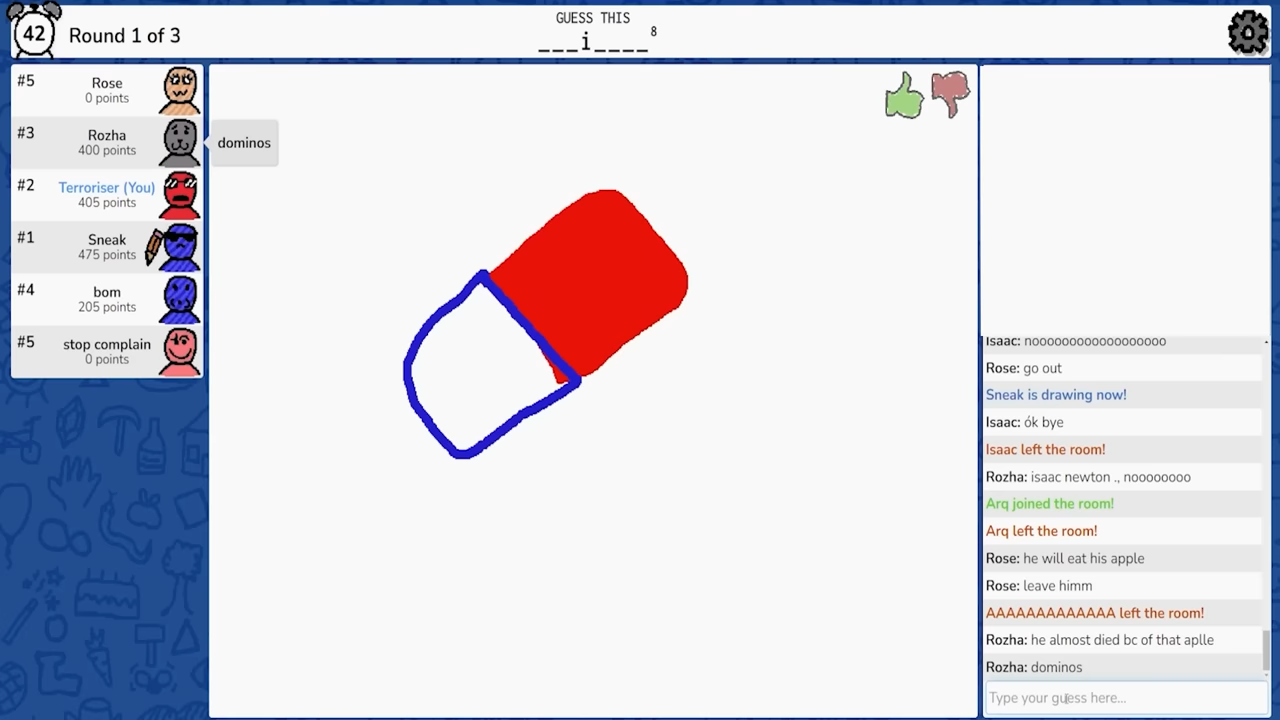 42
Round 1 of 3
GUESS THIS
___i____ 8
#5
Rose
0 points
#3
Rozha
400 points
dominos
#2
Terroriser (You)
405 points
#1
Sneak
475 points
#4
bom
205 points
#5
stop complain
0 points
Isaac: noooooooooooooooooo
Rose: go out
Sneak is drawing now!
Isaac: ók bye
Isaac left the room!
Rozha: isaac newton ., noooooooo
Arq joined the room!
Arq left the room!
Rose: he will eat his apple
Rose: leave himm
AAAAAAAAAAAAA left the room!
Rozha: he almost died bc of that aplle
Rozha: dominos
Type your guess here...